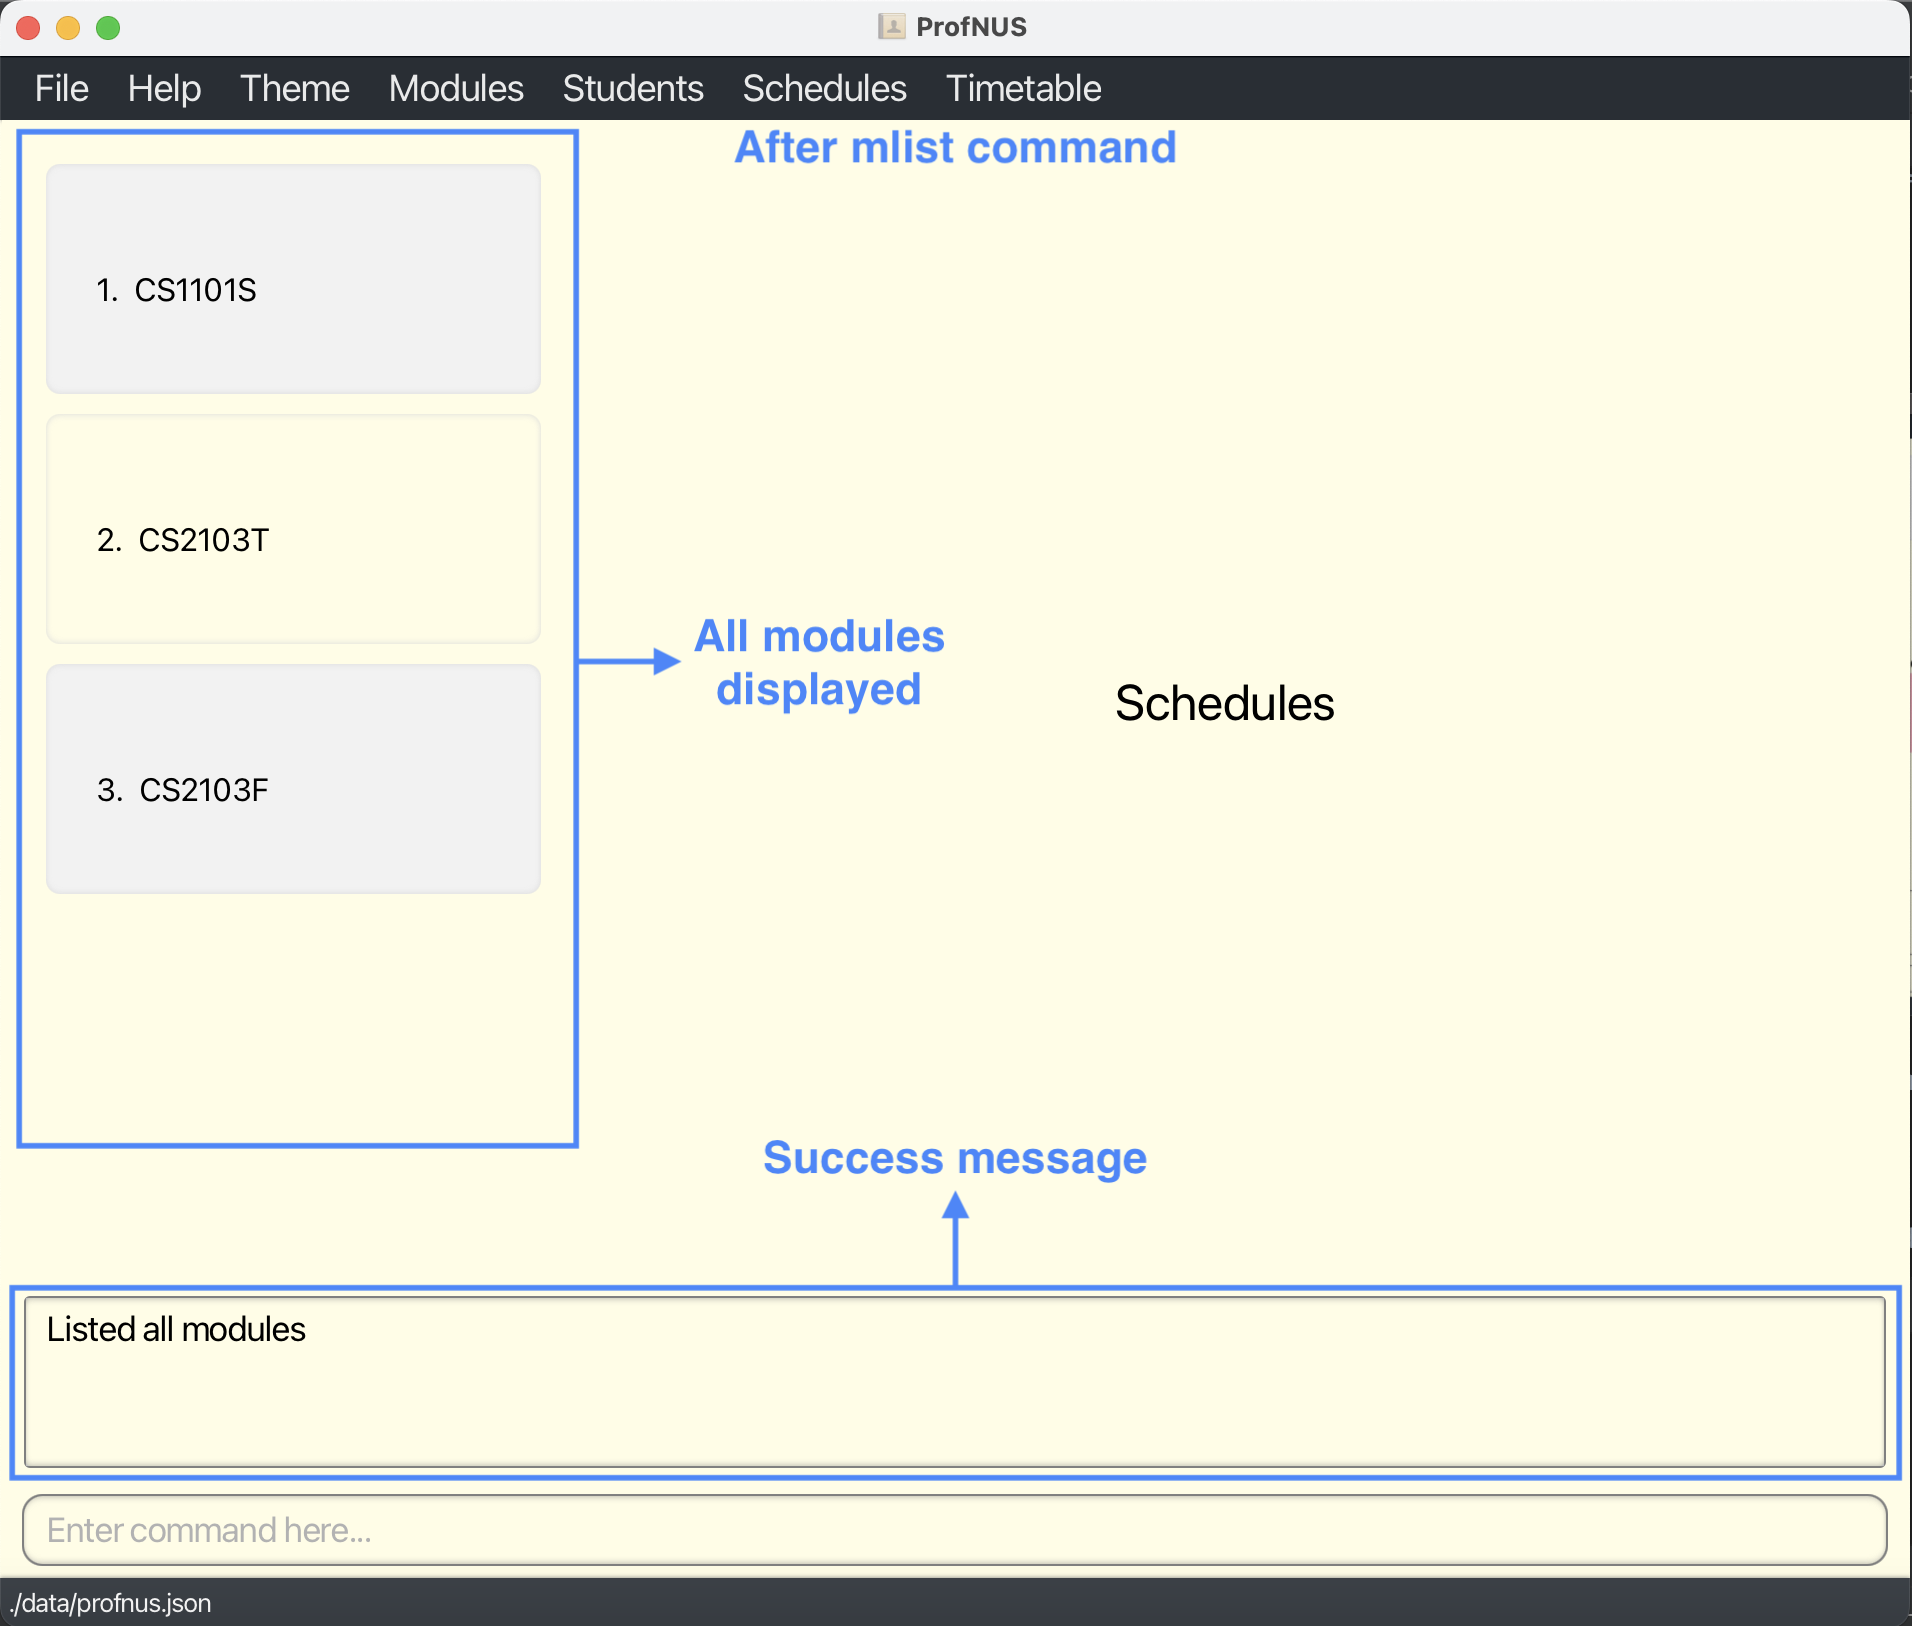 ProfNUS
File Help Theme Modules Students Schedules Timetable
After mlist command
1. CS1101S
2. CS2103T
3. CS2103F
All modules
displayed
Schedules
Success message
Listed all modules
Enter command here...
./data/profnus.json